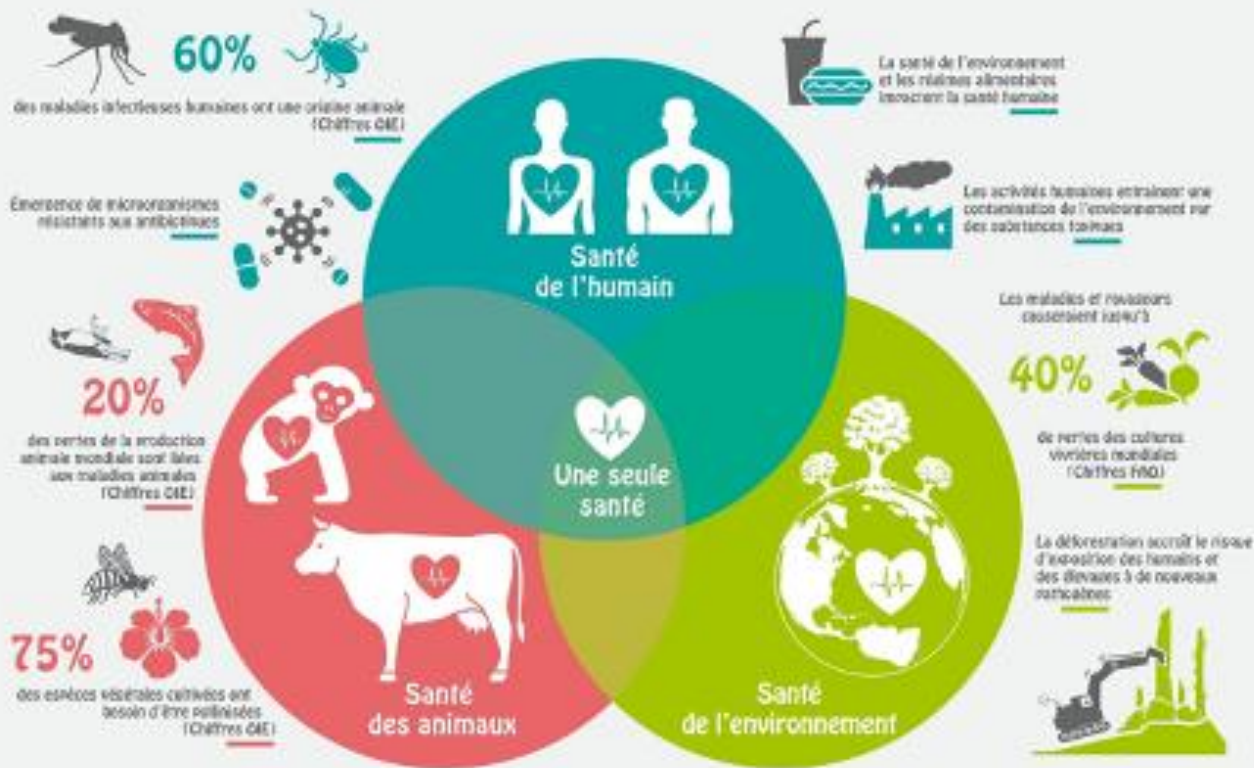 60%
des maladies infectieuses humaines ont une origine animale
(Chiffres OIE)
Émergence de microorganismes
résistants aux antibiotiques
20%
des pertes de la production
animale mondiale sont liées
aux maladies animales
(Chiffres OIE)
75%
des espèces végétales cultivées ont
besoin d'être pollinisées
(Chiffres OIE)
Santé
de l'humain
Une seule
santé
Santé
des animaux
Santé
de l'environnement
La santé de l'environnement
et les régimes alimentaires
impactent la santé humaine
Les activités humaines entraînent une
contamination de l'environnement par
des substances toxiques
Les maladies et ravageurs
causeraient jusqu'à
40%
de pertes des cultures
vivrières mondiales
(Chiffres FAO)
La déforestation accroît le risque
d'exposition des humains et
des élevages à de nouveaux
pathogènes